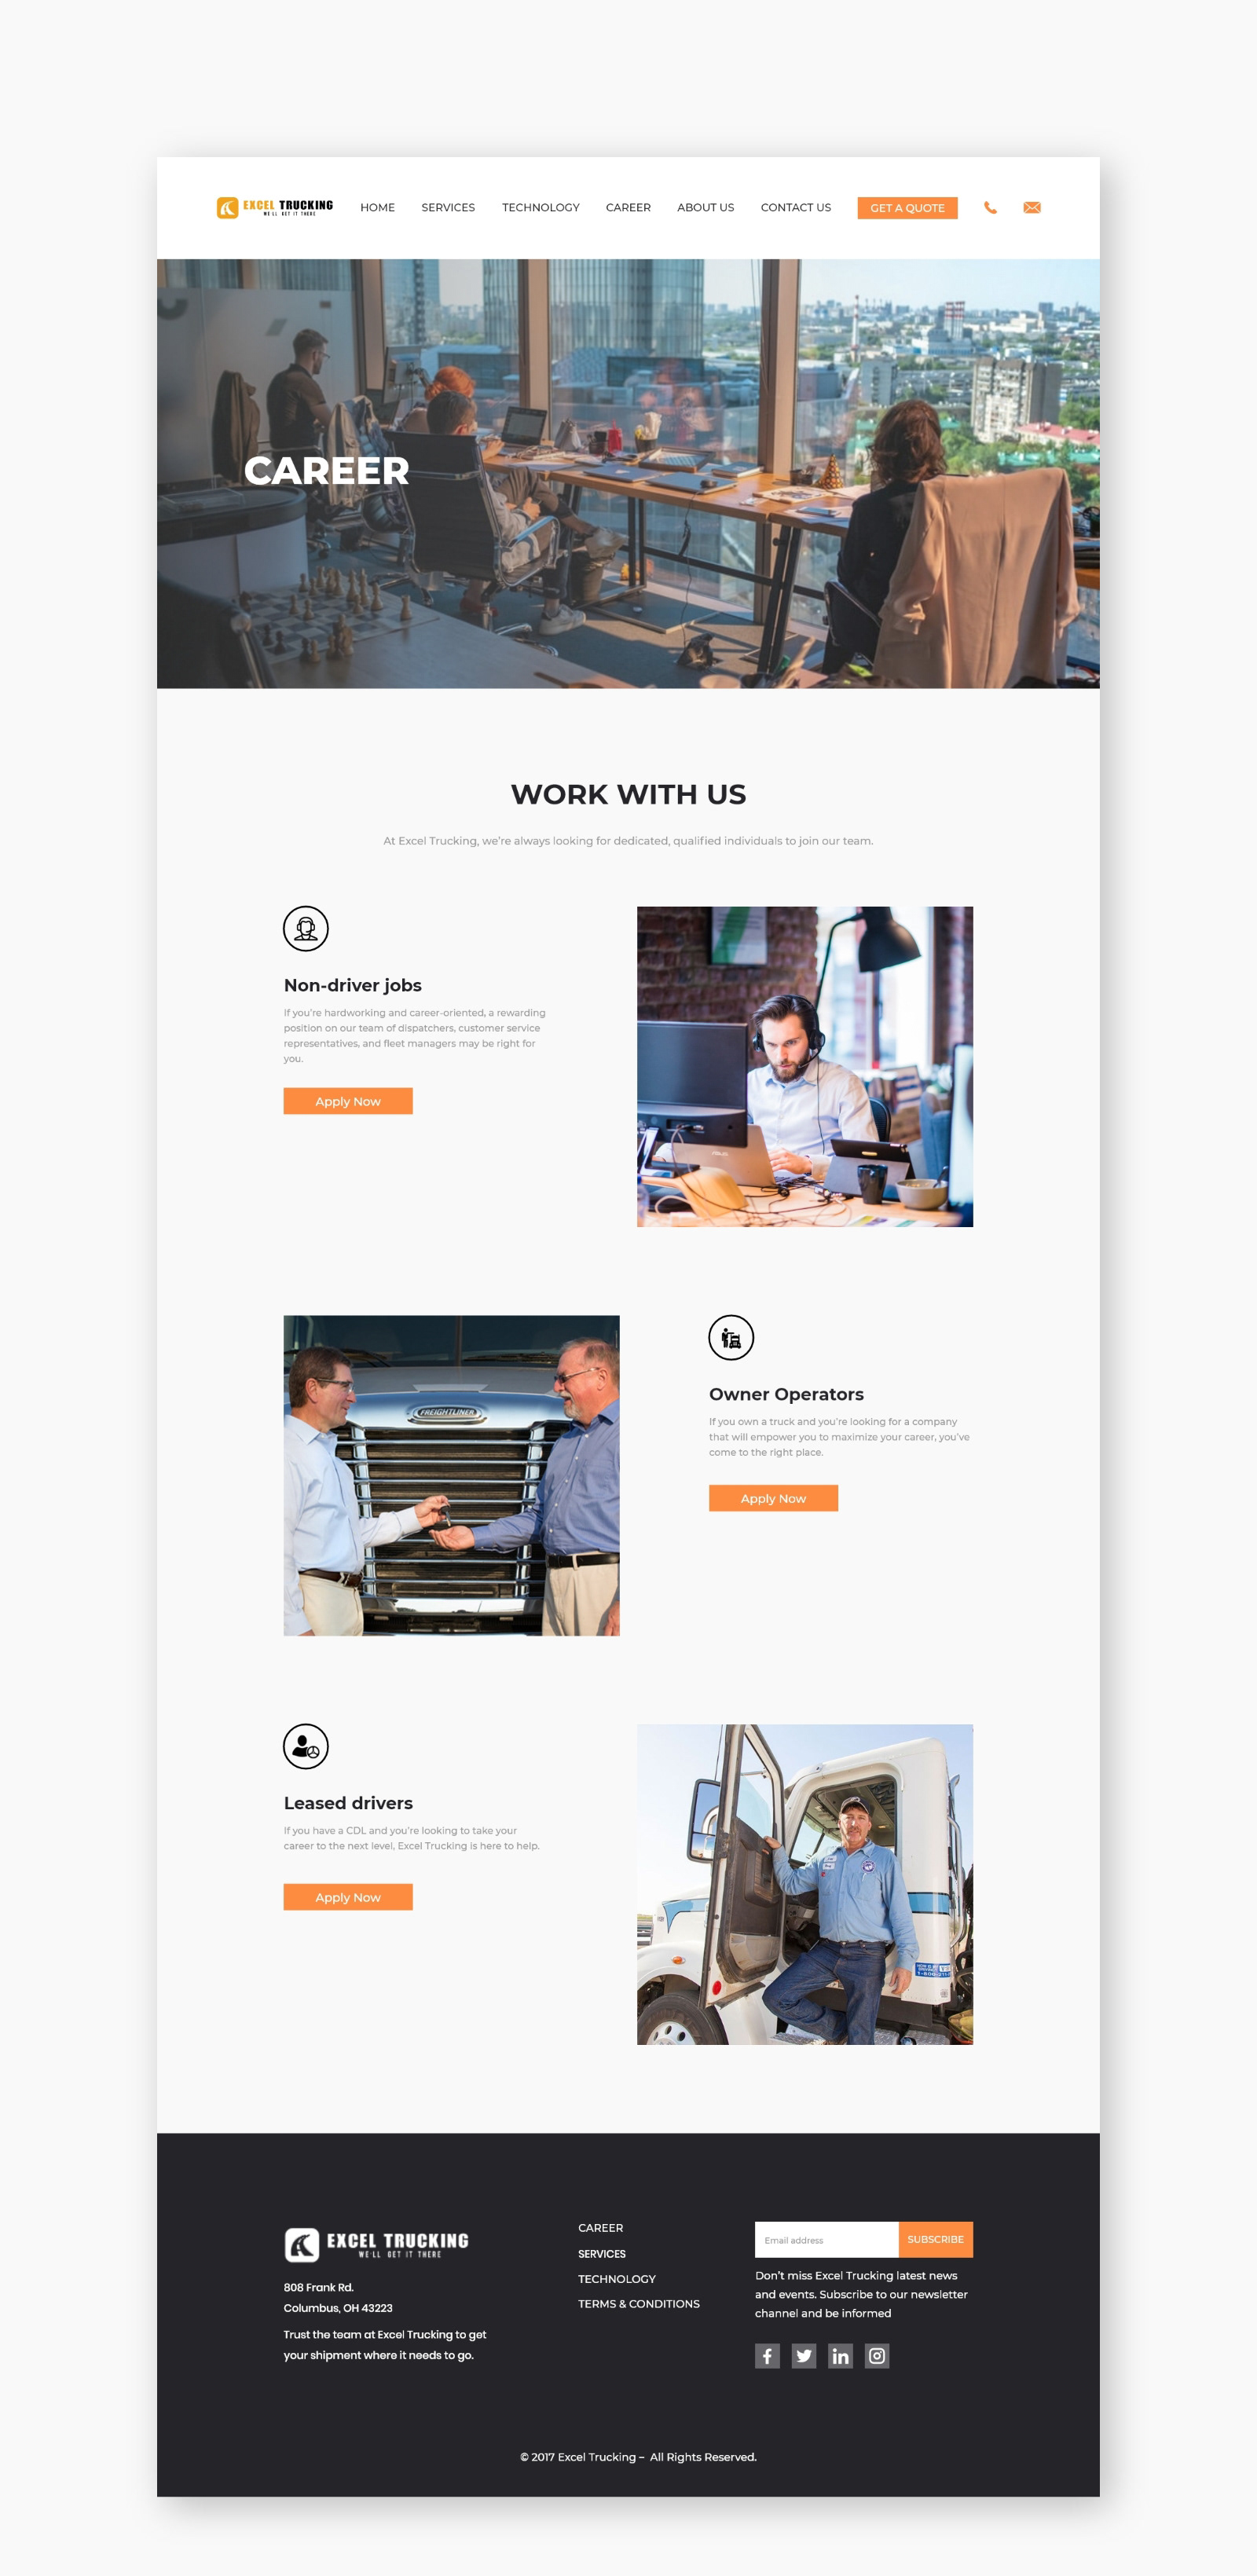 EXCEL TRUCKING
WE'LL GET IT THERE
HOME SERVICES TECHNOLOGY CAREER ABOUT US CONTACT US GET A QUOTE
CAREER
WORK WITH US
At Excel Trucking, we're always looking for dedicated, qualified individuals to join our team.
Non-driver jobs
If you're hardworking and career-oriented, a rewarding
position on our team of dispatchers, customer service
representatives, and fleet managers may be right for
you.
Apply Now
ASUS
FREIGHTLINER
Owner Operators
If you own a truck and you're looking for a company
that will empower you to maximize your career, you've
come to the right place.
Apply Now
Leased drivers
If you have a CDL and you're looking to take your
career to the next level, Excel Trucking is here to help.
Apply Now
EXCEL TRUCKING
WE'LL GET IT THERE
808 Frank Rd.
Columbus, OH 43223
Trust the team at Excel Trucking to get
your shipment where it needs to go.
CAREER
SERVICES
TECHNOLOGY
TERMS & CONDITIONS
Email address SUBSCRIBE
Don't miss Excel Trucking latest news
and events. Subscribe to our newsletter
channel and be informed
© 2017 Excel Trucking – All Rights Reserved.